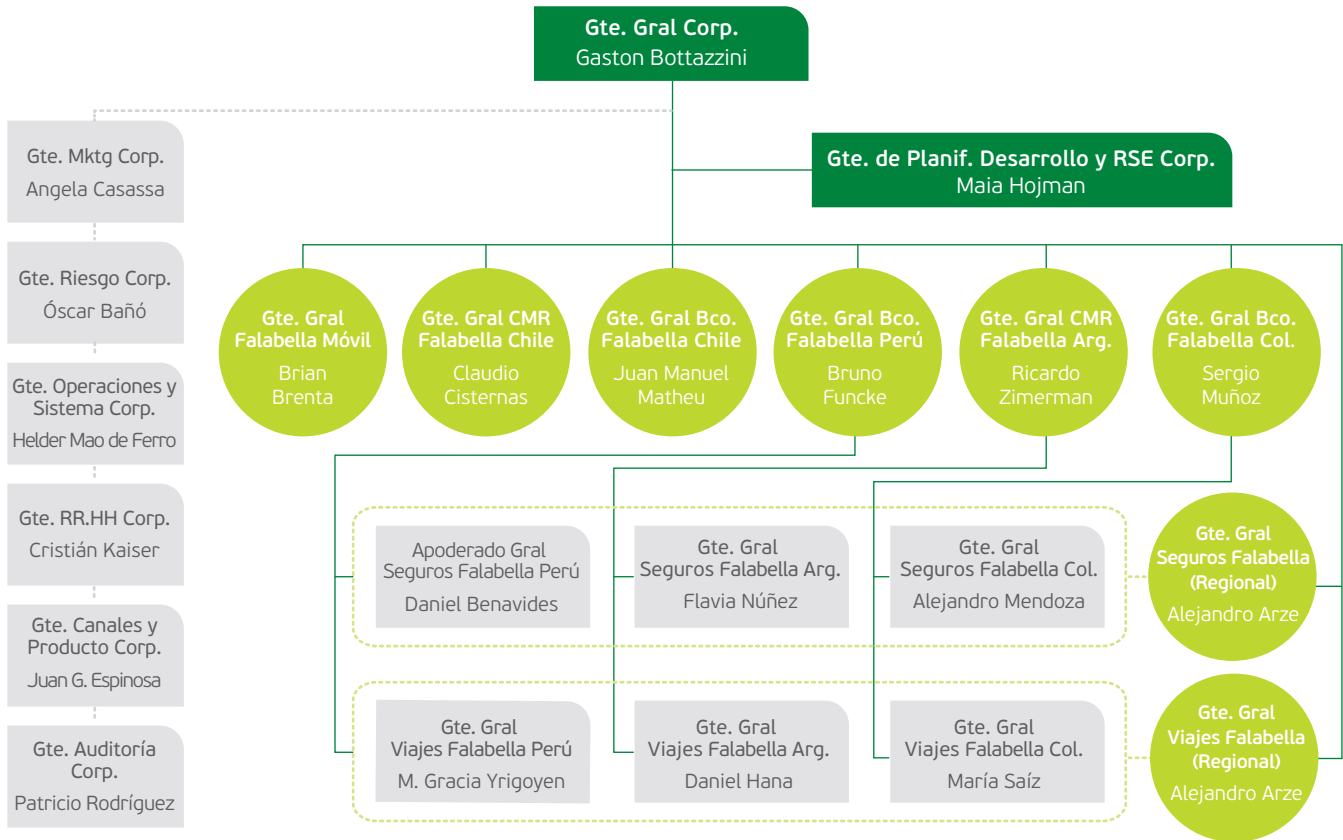 Gte. Gral Corp.
Gaston Bottazzini
Gte. de Planif. Desarrollo y RSE Corp.
Maia Hojman
Gte. Mktg Corp.
Angela Casassa
Gte. Riesgo Corp.
Óscar Bañó
Gte. Operaciones y
Sistema Corp.
Helder Mao de Ferro
Gte. RR.HH Corp.
Cristián Kaiser
Gte. Canales y
Producto Corp.
Juan G. Espinosa
Gte. Auditoría
Corp.
Patricio Rodríguez
Gte. Gral
Falabella Móvil
Brian
Brenta
Gte. Gral CMR
Falabella Chile
Claudio
Cisternas
Gte. Gral Bco.
Falabella Chile
Juan Manuel
Matheu
Gte. Gral Bco.
Falabella Perú
Bruno
Funcke
Gte. Gral CMR
Falabella Arg.
Ricardo
Zimerman
Gte. Gral Bco.
Falabella Col.
Sergio
Muñoz
Apoderado Gral
Seguros Falabella Perú
Daniel Benavides
Gte. Gral
Seguros Falabella Arg.
Flavia Núñez
Gte. Gral
Seguros Falabella Col.
Alejandro Mendoza
Gte. Gral
Seguros Falabella
(Regional)
Alejandro Arze
Gte. Gral
Viajes Falabella Perú
M. Gracia Yrigoyen
Gte. Gral
Viajes Falabella Arg.
Daniel Hana
Gte. Gral
Viajes Falabella Col.
María Saíz
Gte. Gral
Viajes Falabella
(Regional)
Alejandro Arze